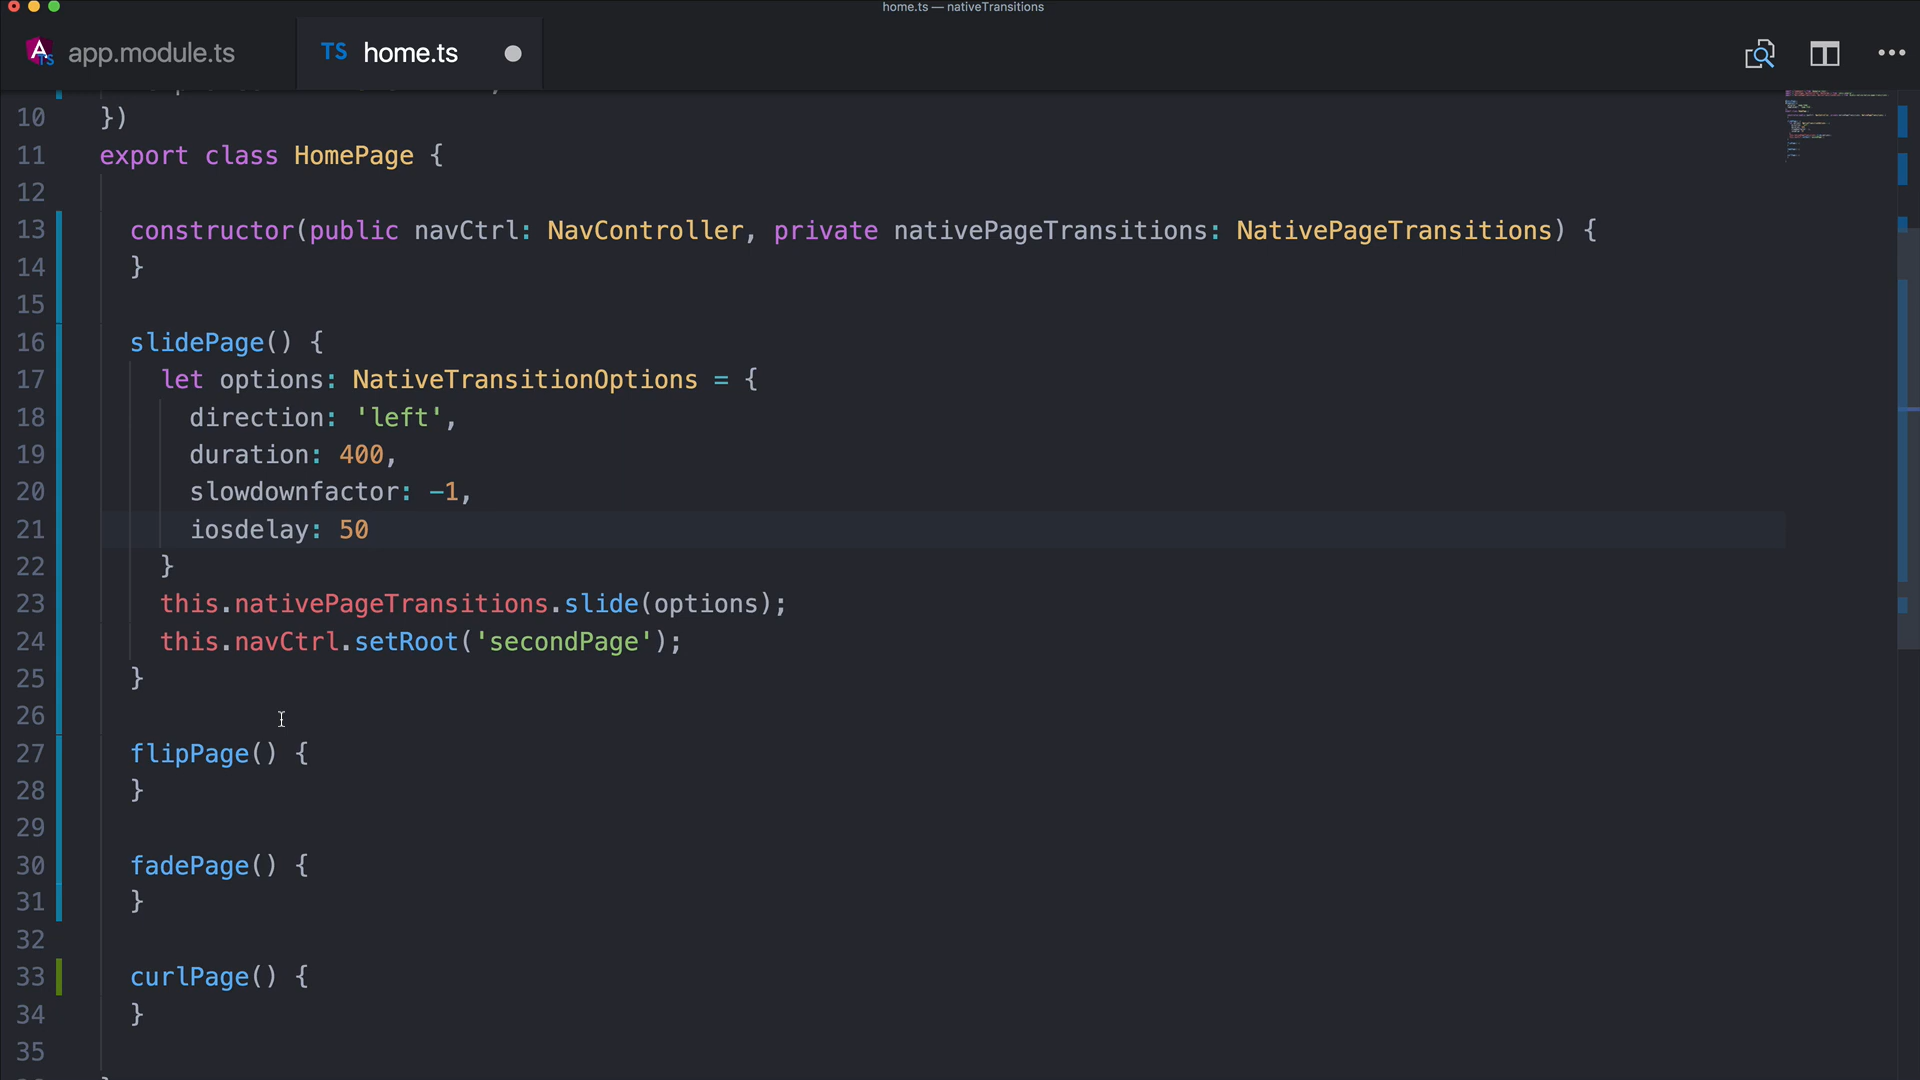 home.ts — nativeTransitions
app.module.ts
TS home.ts
10 })
11 export class HomePage {
12
13 constructor(public navCtrl: NavController, private nativePageTransitions: NativePageTransitions) {
14 }
15
16 slidePage() {
17 let options: NativeTransitionOptions = {
18 direction: 'left',
19 duration: 400,
20 slowdownfactor: -1,
21 iosdelay: 50
22 }
23 this.nativePageTransitions.slide(options);
24 this.navCtrl.setRoot('secondPage');
25 }
26
27 flipPage() {
28 }
29
30 fadePage() {
31 }
32
33 curlPage() {
34 }
35